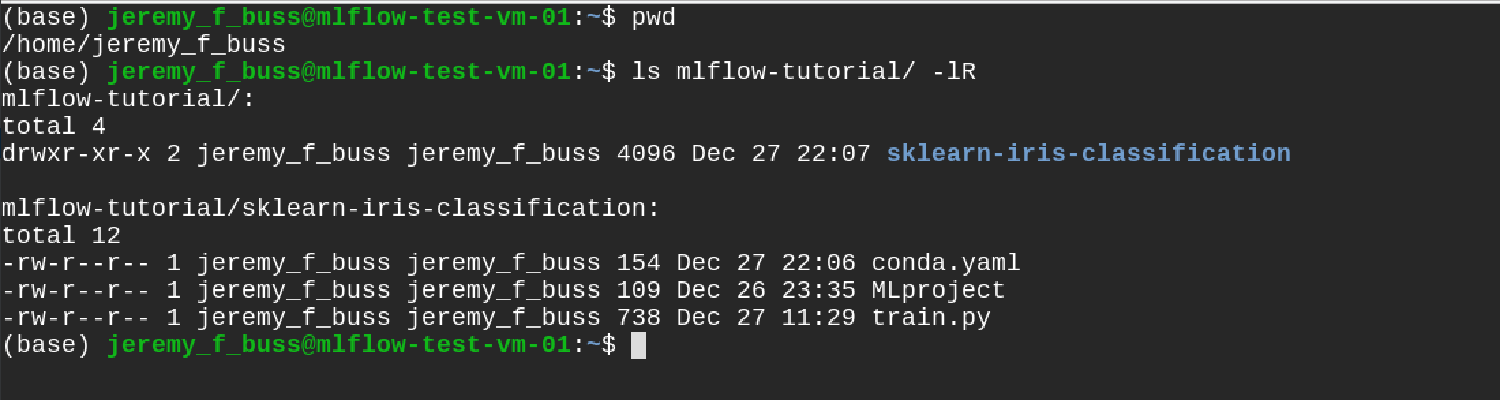 (base) jeremy_f_buss@mlflow-test-vm-01:~$ pwd
/home/jeremy_f_buss
(base) jeremy_f_buss@mlflow-test-vm-01:~$ ls mlflow-tutorial/ -lR
mlflow-tutorial/:
total 4
drwxr-xr-x 2 jeremy_f_buss jeremy_f_buss 4096 Dec 27 22:07 sklearn-iris-classification

mlflow-tutorial/sklearn-iris-classification:
total 12
-rw-r--r-- 1 jeremy_f_buss jeremy_f_buss 154 Dec 27 22:06 conda.yaml
-rw-r--r-- 1 jeremy_f_buss jeremy_f_buss 109 Dec 26 23:35 MLproject
-rw-r--r-- 1 jeremy_f_buss jeremy_f_buss 738 Dec 27 11:29 train.py
(base) jeremy_f_buss@mlflow-test-vm-01:~$